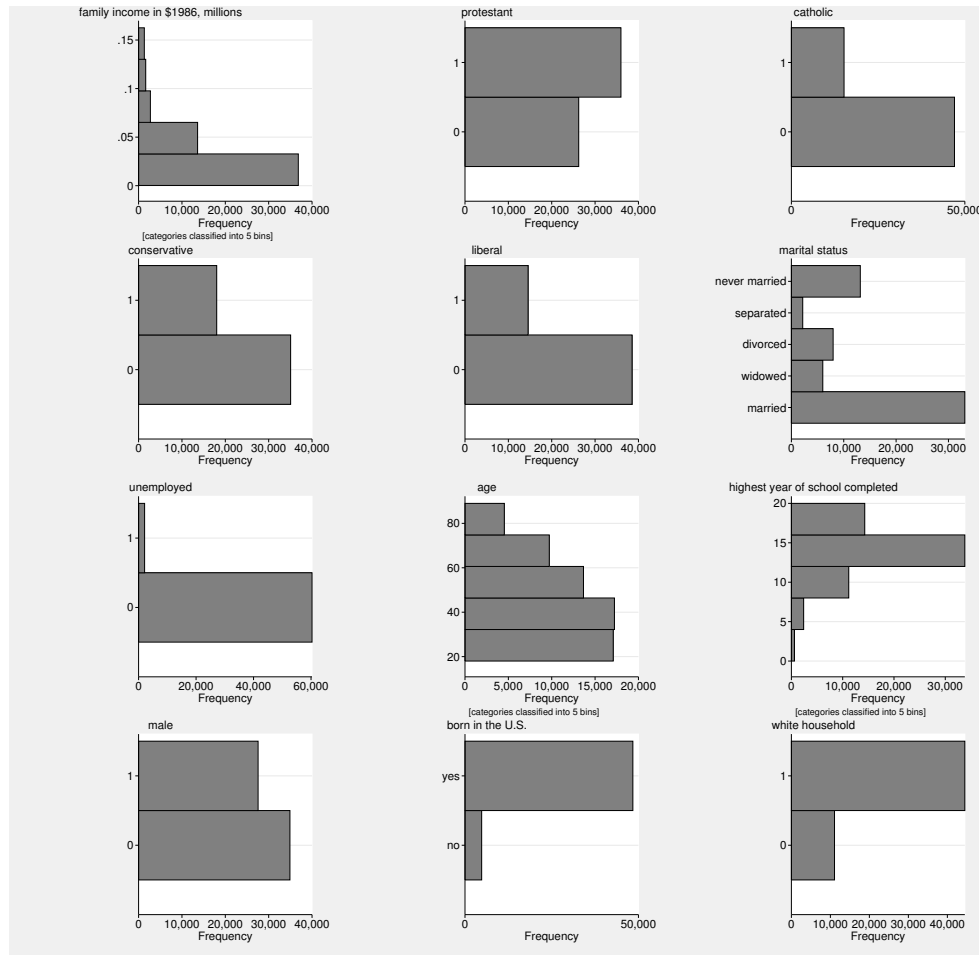 family income in $1986, millions
.15
.1
.05
0
0 10,000 20,000 30,000 40,000
Frequency
[categories classified into 5 bins]
protestant
1
0
0 10,000 20,000 30,000 40,000
Frequency
catholic
1
0
0 50,000
Frequency
conservative
1
0
0 10,000 20,000 30,000 40,000
Frequency
liberal
1
0
0 10,000 20,000 30,000 40,000
Frequency
marital status
never married
separated
divorced
widowed
married
0 10,000 20,000 30,000
Frequency
unemployed
1
0
0 20,000 40,000 60,000
Frequency
age
80
60
40
20
0 5,000 10,000 15,000 20,000
Frequency
[categories classified into 5 bins]
highest year of school completed
20
15
10
5
0
0 10,000 20,000 30,000
Frequency
[categories classified into 5 bins]
male
1
0
0 10,000 20,000 30,000 40,000
Frequency
born in the U.S.
yes
no
0 50,000
Frequency
white household
1
0
0 10,000 20,000 30,000 40,000
Frequency